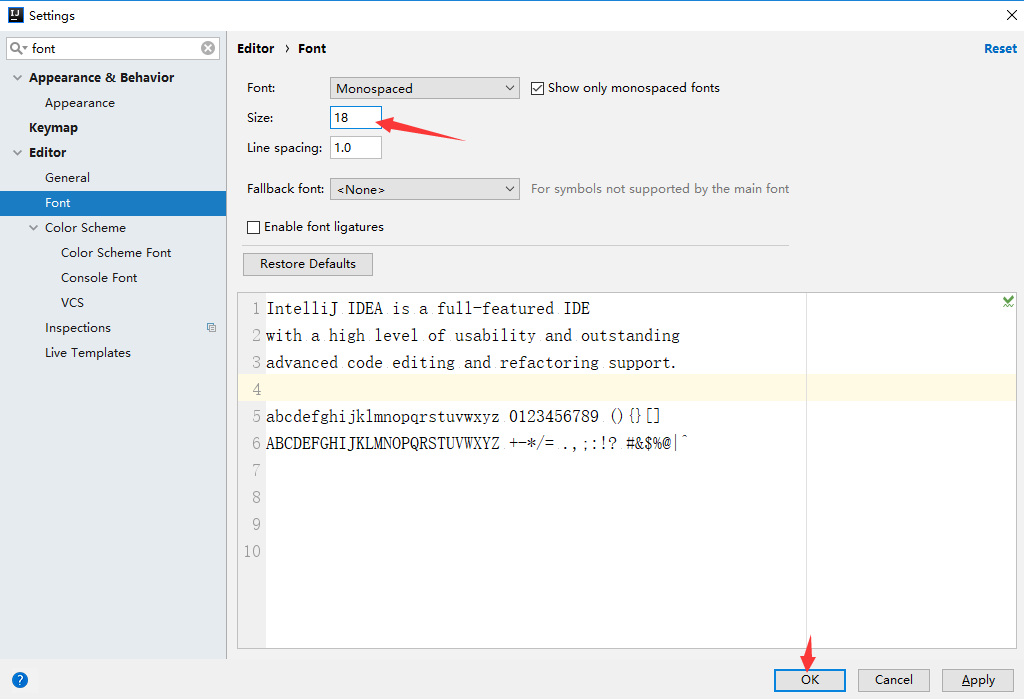 Settings
font
Editor › Font
Reset
Appearance & Behavior
Appearance
Keymap
Editor
General
Font
Color Scheme
Color Scheme Font
Console Font
VCS
Inspections
Live Templates
Font: Monospaced Show only monospaced fonts
Size: 18
Line spacing: 1.0
Fallback font: <None> For symbols not supported by the main font
Enable font ligatures
Restore Defaults
1 IntelliJ IDEA is a full-featured IDE
2 with a high level of usability and outstanding
3 advanced code editing and refactoring support.
4
5 abcdefghijklmnopqrstuvwxyz 0123456789 (){}[]
6 ABCDEFGHIJKLMNOPQRSTUVWXYZ +-*/= .,;:!? #&$%@|^
7
8
9
10
? OK Cancel Apply